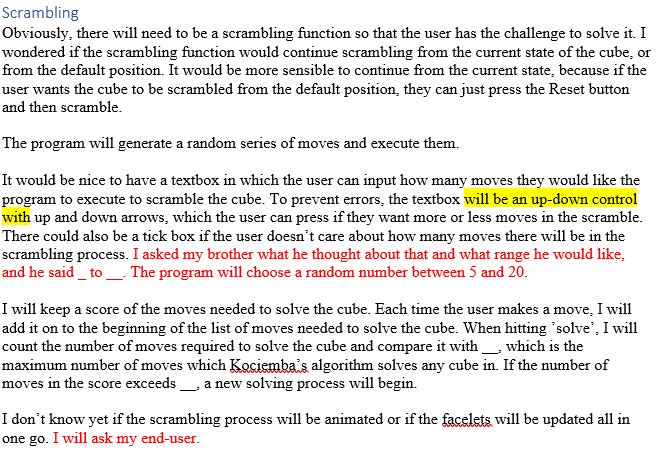 Scrambling
Obviously, there will need to be a scrambling function so that the user has the challenge to solve it. I
wondered if the scrambling function would continue scrambling from the current state of the cube, or
from the default position. It would be more sensible to continue from the current state, because if the
user wants the cube to be scrambled from the default position, they can just press the Reset button
and then scramble.
The program will generate a random series of moves and execute them.
It would be nice to have a textbox in which the user can input how many moves they would like the
program to execute to scramble the cube. To prevent errors, the textbox will be an up-down control
with up and down arrows, which the user can press if they want more or less moves in the scramble.
There could also be a tick box if the user doesn't care about how many moves there will be in the
scrambling process. I asked my brother what he thought about that and what range he would like,
and he said _ to __. The program will choose a random number between 5 and 20.
I will keep a score of the moves needed to solve the cube. Each time the user makes a move, I will
add it on to the beginning of the list of moves needed to solve the cube. When hitting 'solve', I will
count the number of moves required to solve the cube and compare it with __, which is the
maximum number of moves which Kociemba's algorithm solves any cube in. If the number of
moves in the score exceeds __, a new solving process will begin.
I don't know yet if the scrambling process will be animated or if the facelets will be updated all in
one go. I will ask my end-user.